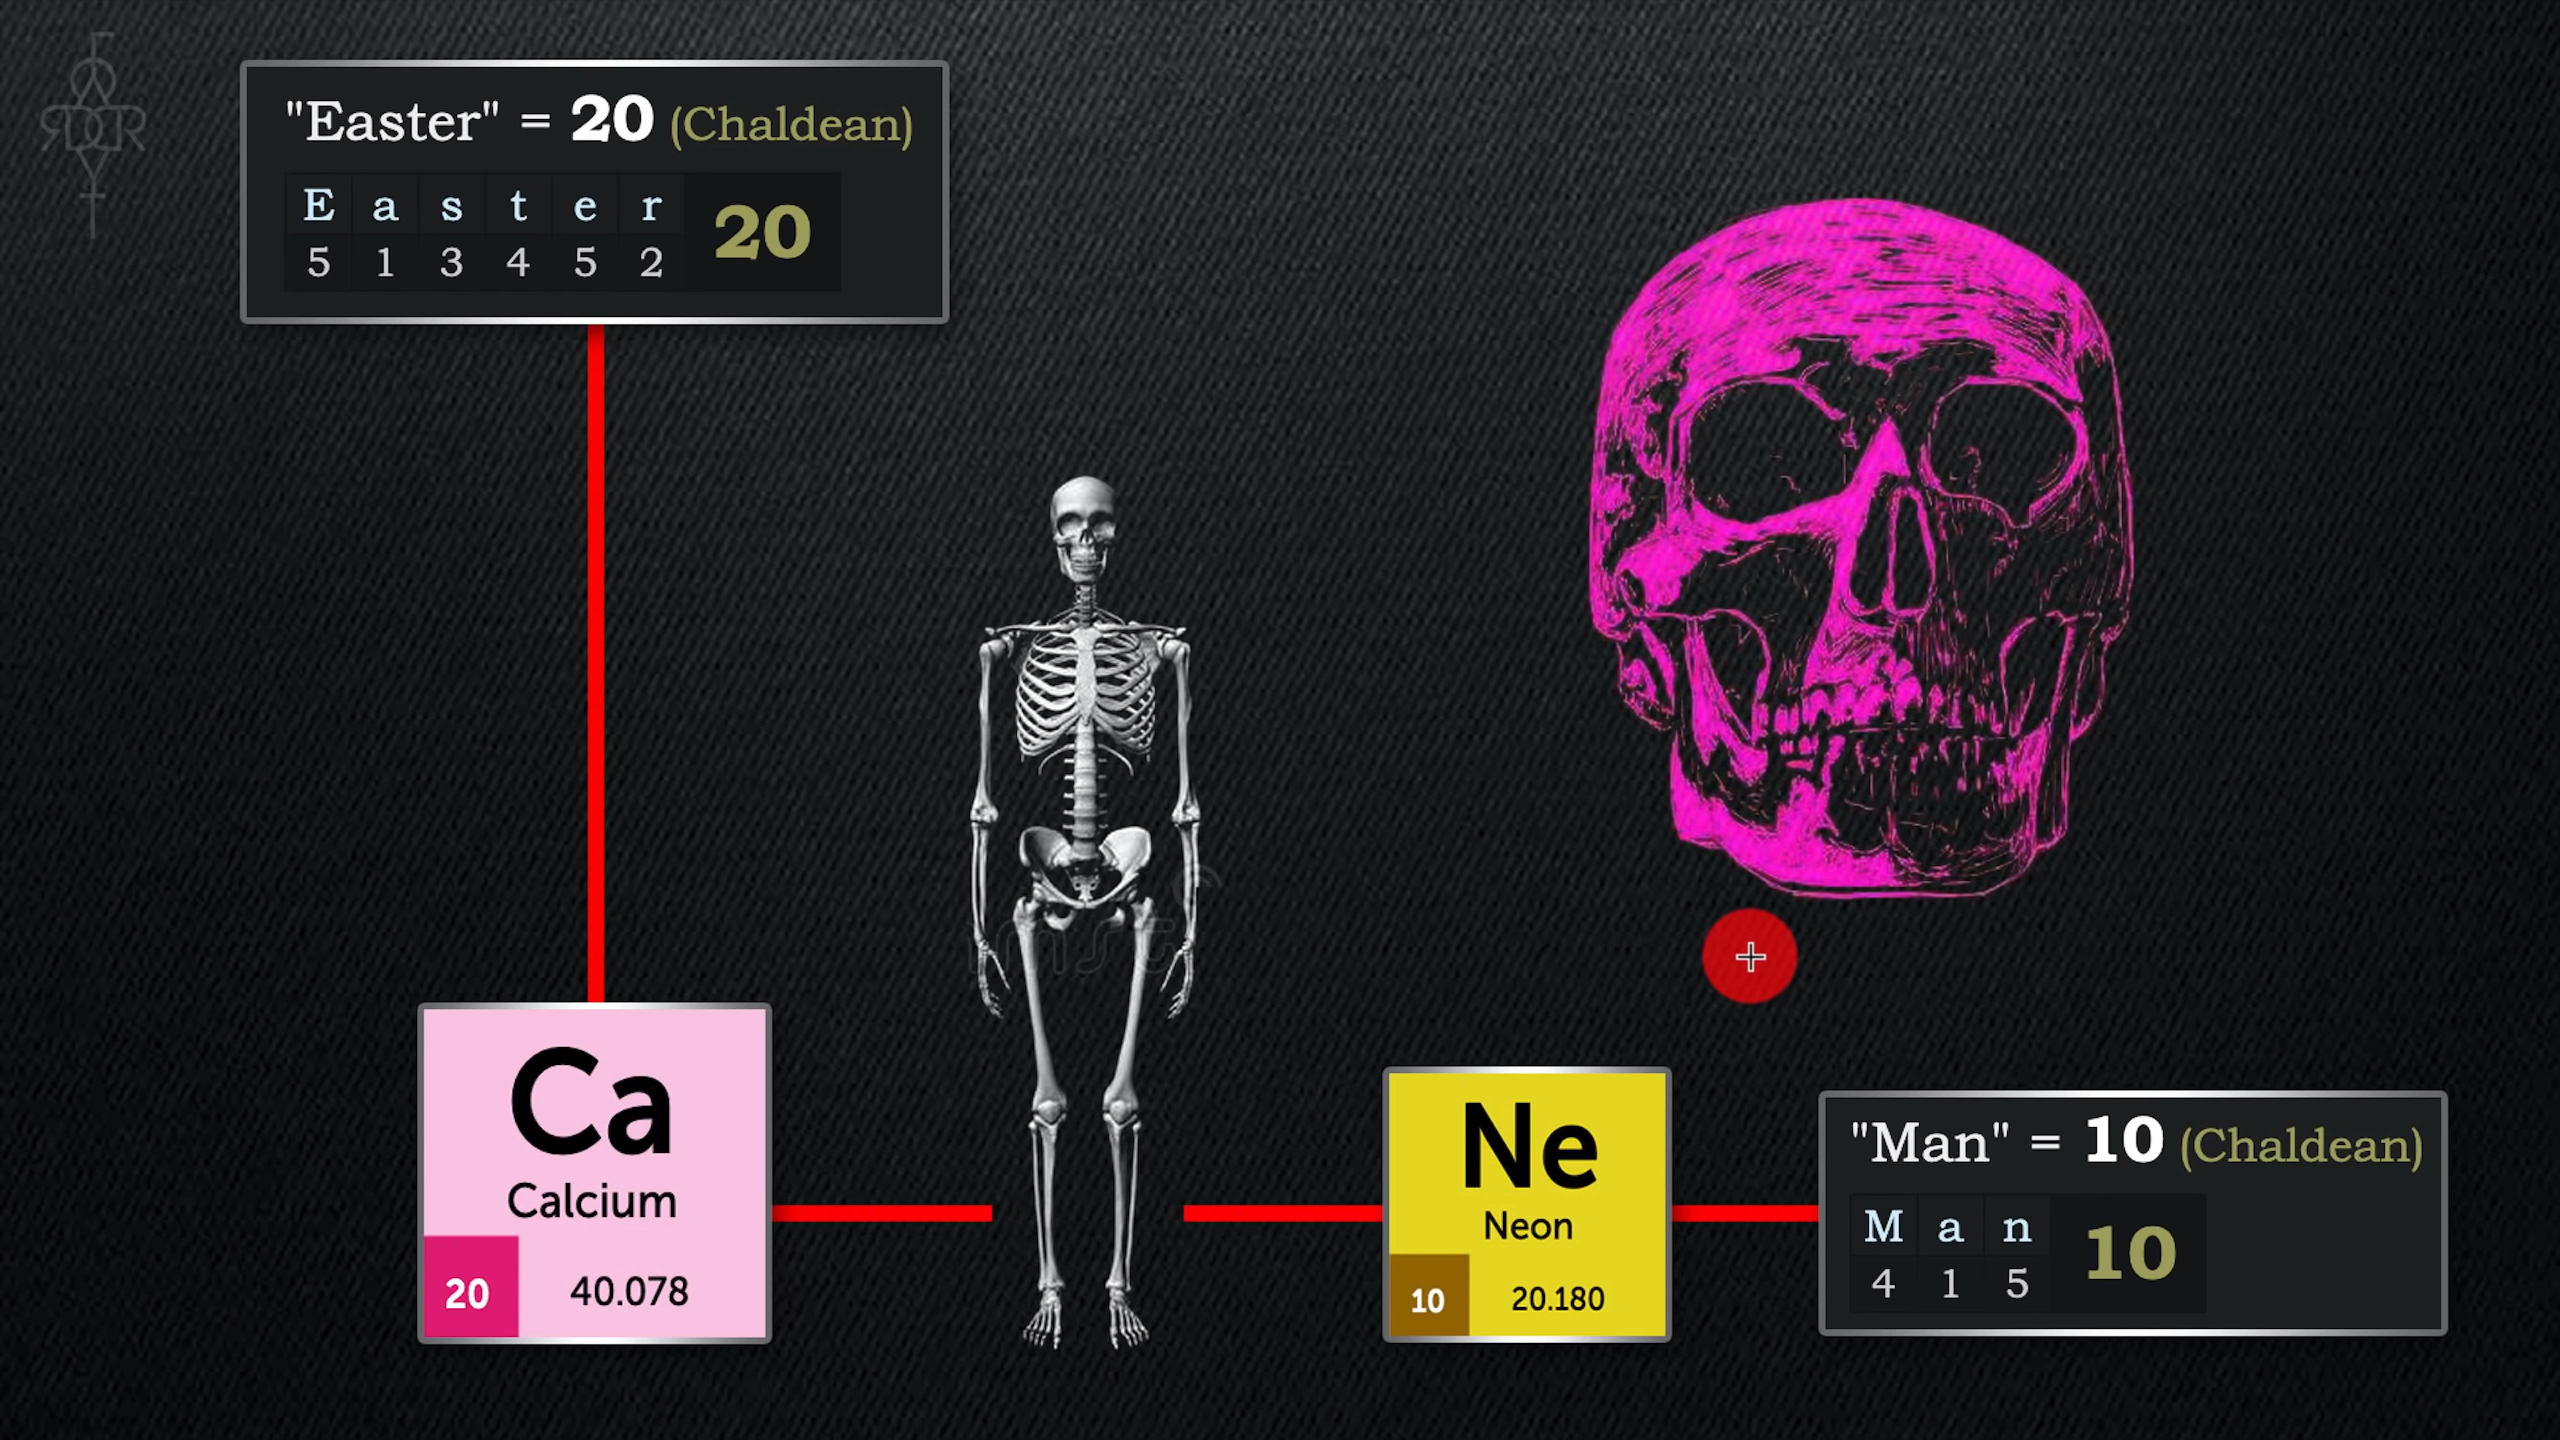 "Easter" = 20 (Chaldean)
E a s t e r
20
5 1 3 4 5 2
Ca
Calcium
20 40.078
Ne
Neon
10 20.180
"Man" = 10 (Chaldean)
M a n
10
4 1 5